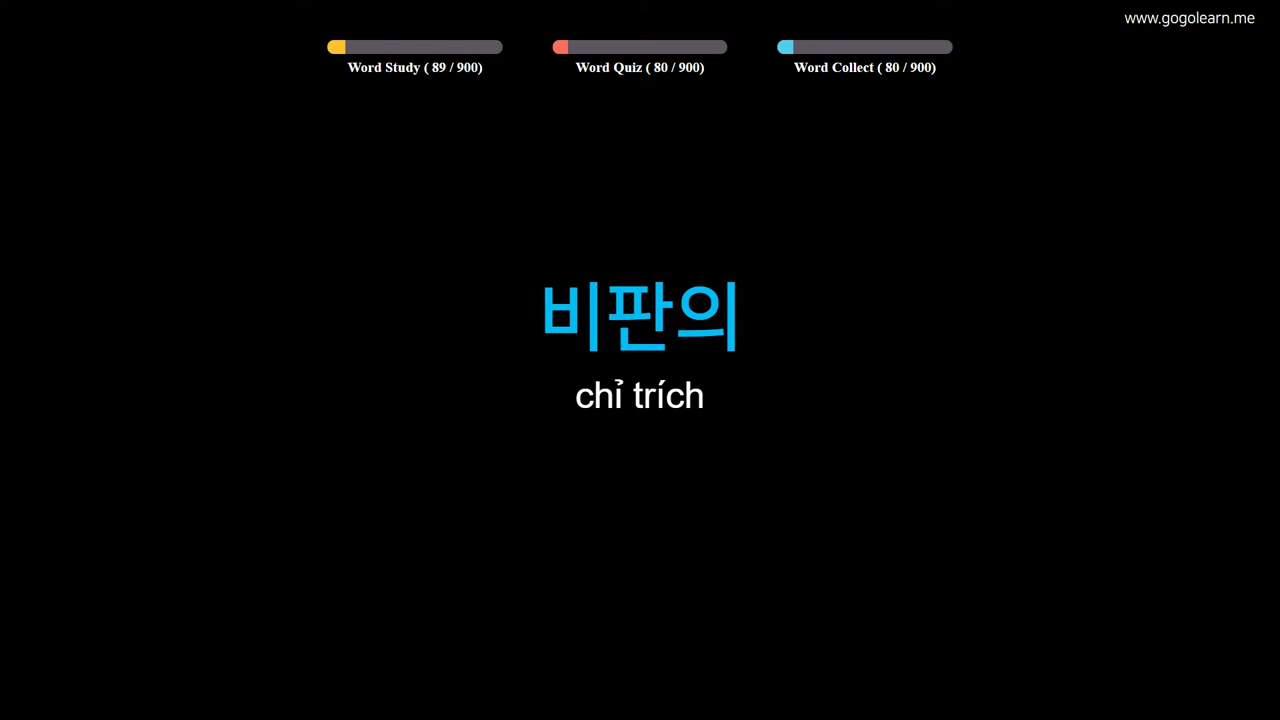 www.gogolearn.me
Word Study ( 89 / 900)
Word Quiz ( 80 / 900)
Word Collect ( 80 / 900)
비판의
chỉ trích